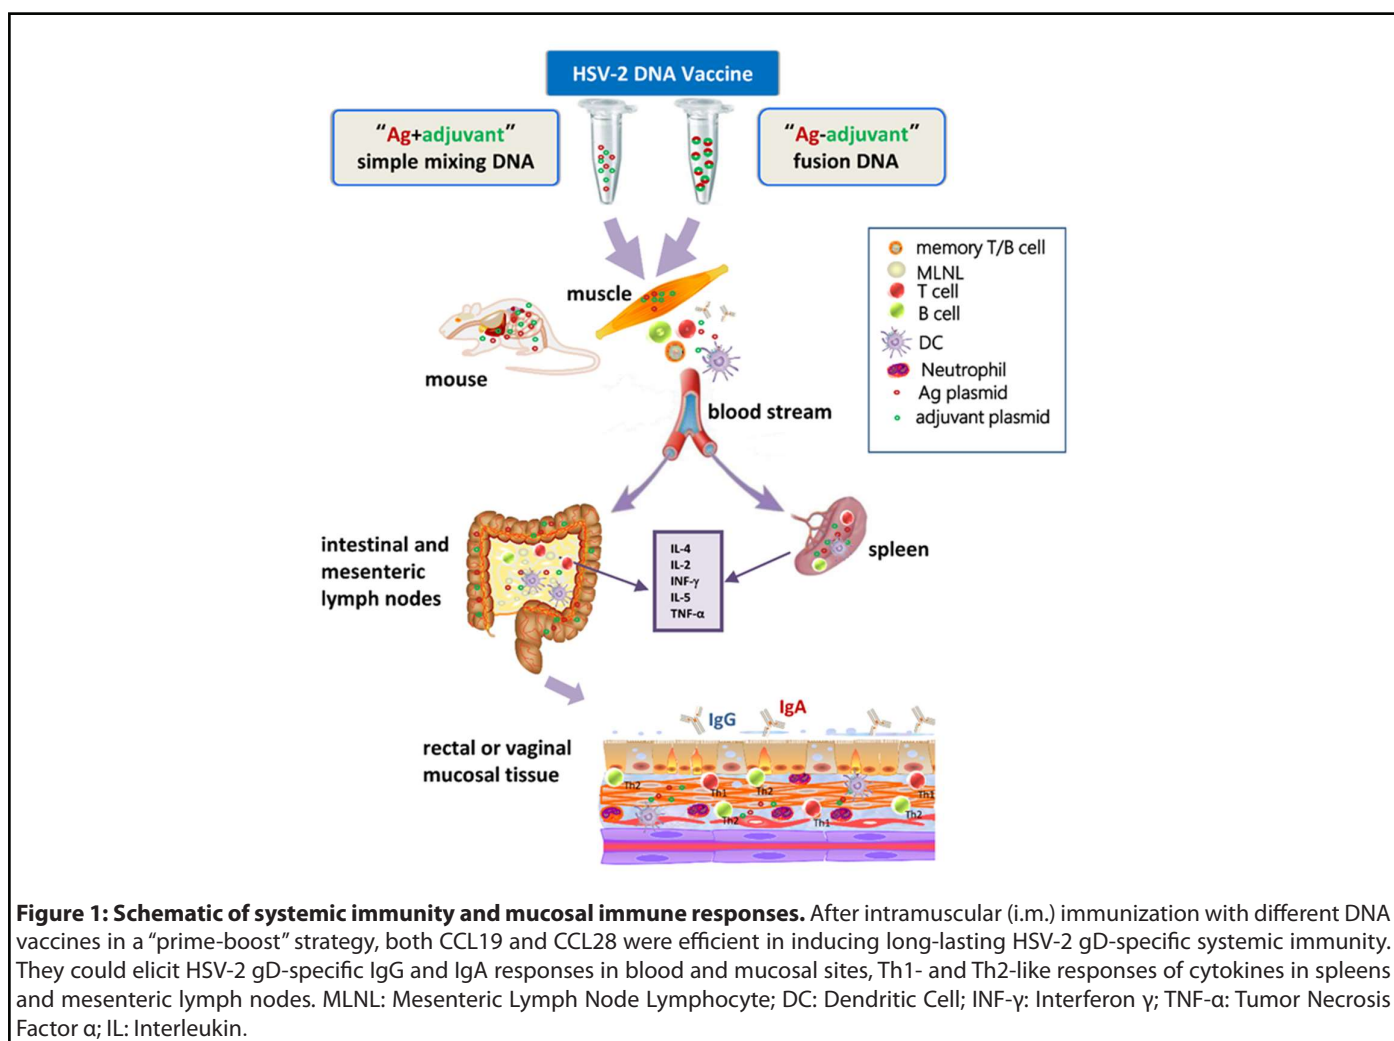 HSV-2 DNA Vaccine
“Ag+adjuvant”
simple mixing DNA
“Ag-adjuvant”
fusion DNA
memory T/B cell
MLNL
T cell
B cell
DC
Neutrophil
Ag plasmid
adjuvant plasmid
muscle
mouse
blood stream
intestinal and
mesenteric
lymph nodes
IL-4
IL-2
INF-γ
IL-5
TNF-α
spleen
IgG
IgA
rectal or vaginal
mucosal tissue
Th2
Th1
Th2
Th1
Th2
Th1
Th2
Figure 1: Schematic of systemic immunity and mucosal immune responses. After intramuscular (i.m.) immunization with different DNA
vaccines in a “prime-boost” strategy, both CCL19 and CCL28 were efficient in inducing long-lasting HSV-2 gD-specific systemic immunity.
They could elicit HSV-2 gD-specific IgG and IgA responses in blood and mucosal sites, Th1- and Th2-like responses of cytokines in spleens
and mesenteric lymph nodes. MLNL: Mesenteric Lymph Node Lymphocyte; DC: Dendritic Cell; INF-γ: Interferon γ; TNF-α: Tumor Necrosis
Factor α; IL: Interleukin.